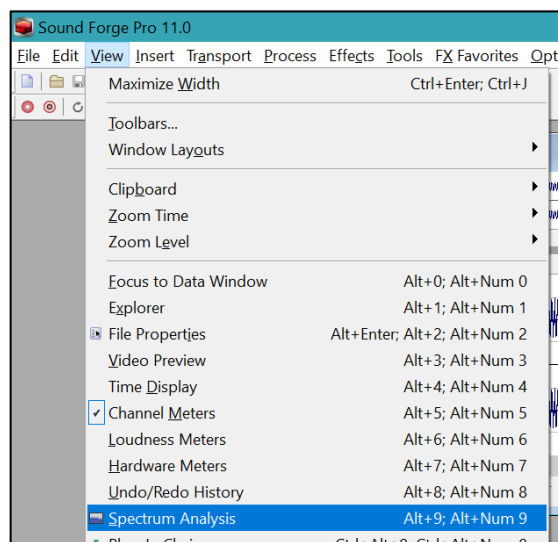 Sound Forge Pro 11.0
File Edit View Insert Transport Process Effects Tools FX Favorites Opt
Maximize Width Ctrl+Enter; Ctrl+J
Toolbars...
Window Layouts
Clipboard
Zoom Time
Zoom Level
Focus to Data Window Alt+0; Alt+Num 0
Explorer Alt+1; Alt+Num 1
File Properties Alt+Enter; Alt+2; Alt+Num 2
Video Preview Alt+3; Alt+Num 3
Time Display Alt+4; Alt+Num 4
Channel Meters Alt+5; Alt+Num 5
Loudness Meters Alt+6; Alt+Num 6
Hardware Meters Alt+7; Alt+Num 7
Undo/Redo History Alt+8; Alt+Num 8
Spectrum Analysis Alt+9; Alt+Num 9